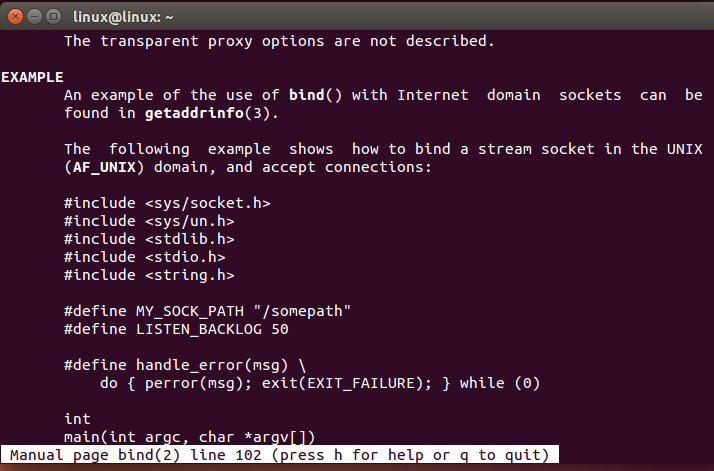 linux@linux: ~
The transparent proxy options are not described.
EXAMPLE
An example of the use of bind() with Internet domain sockets can be
found in getaddrinfo(3).
The following example shows how to bind a stream socket in the UNIX
(AF_UNIX) domain, and accept connections:
#include <sys/socket.h>
#include <sys/un.h>
#include <stdlib.h>
#include <stdio.h>
#include <string.h>
#define MY_SOCK_PATH "/somepath"
#define LISTEN_BACKLOG 50
#define handle_error(msg) \
do { perror(msg); exit(EXIT_FAILURE); } while (0)
int
main(int argc, char *argv[])
Manual page bind(2) line 102 (press h for help or q to quit)